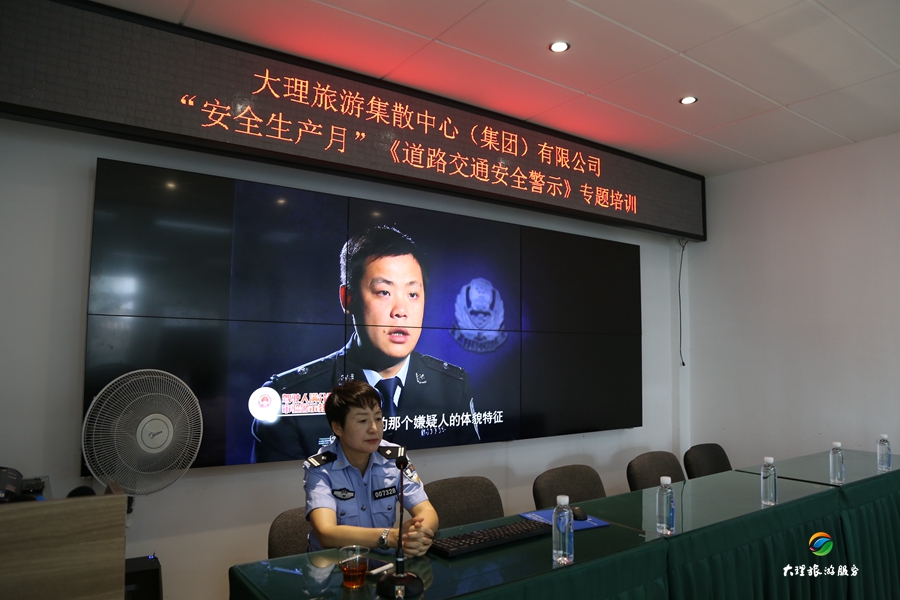 大理旅游集散中心（集团）有限公司
“安全生产月”《道路交通安全警示》专题培训
的那个嫌疑人的体貌特征
007328
大理旅游服务